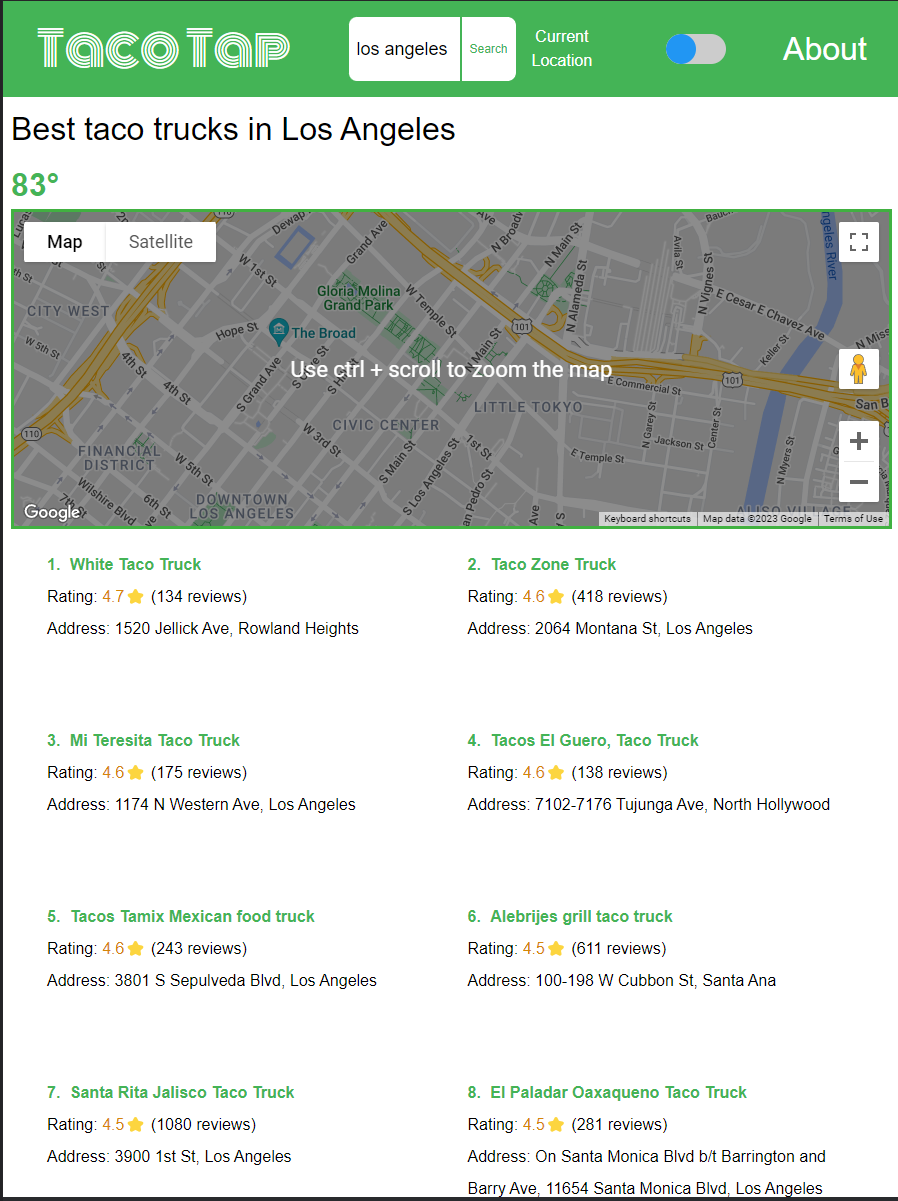 TacoTap
los angeles
Search
Current
Location
About
Best taco trucks in Los Angeles
83°
Map
Satellite
Dewap
Grand Ave
Ave
N Broad
N Main St
Bauch
ngeles River
W 1st St
Avila St
N Vignes St
N Alameda St
Gloria Molina
Grand Park
W Temple St
E Cesar E Chavez Ave
CITY WEST
Hope St
The Broad
101
N Main St
Keller St
N Miss
W 5th St
4th St
Use ctrl + scroll to zoom the map
4th St
S Grand Ave
E Commercial St
101
LITTLE TOKYO
San B
CIVIC CENTER
N Garey St
Center St
110
W 3rd St
1st St
Jackson St
FINANCIAL
DISTRICT
S Main St
E Temple St
N Myers St
W 5th St
S Los Angeles St
an Pedro St
Wilshire Blvd
6th St
7th St
DOWNTOWN
LOS ANGELES
Ave
ALISO VILLAGE
Google
Keyboard shortcuts
Map data ©2023 Google
Terms of Use
1. White Taco Truck
Rating: 4.7 (134 reviews)
Address: 1520 Jellick Ave, Rowland Heights
2. Taco Zone Truck
Rating: 4.6 (418 reviews)
Address: 2064 Montana St, Los Angeles
3. Mi Teresita Taco Truck
Rating: 4.6 (175 reviews)
Address: 1174 N Western Ave, Los Angeles
4. Tacos El Guero, Taco Truck
Rating: 4.6 (138 reviews)
Address: 7102-7176 Tujunga Ave, North Hollywood
5. Tacos Tamix Mexican food truck
Rating: 4.6 (243 reviews)
Address: 3801 S Sepulveda Blvd, Los Angeles
6. Alebrijes grill taco truck
Rating: 4.5 (611 reviews)
Address: 100-198 W Cubbon St, Santa Ana
7. Santa Rita Jalisco Taco Truck
Rating: 4.5 (1080 reviews)
Address: 3900 1st St, Los Angeles
8. El Paladar Oaxaqueno Taco Truck
Rating: 4.5 (281 reviews)
Address: On Santa Monica Blvd b/t Barrington and
Barry Ave, 11654 Santa Monica Blvd, Los Angeles